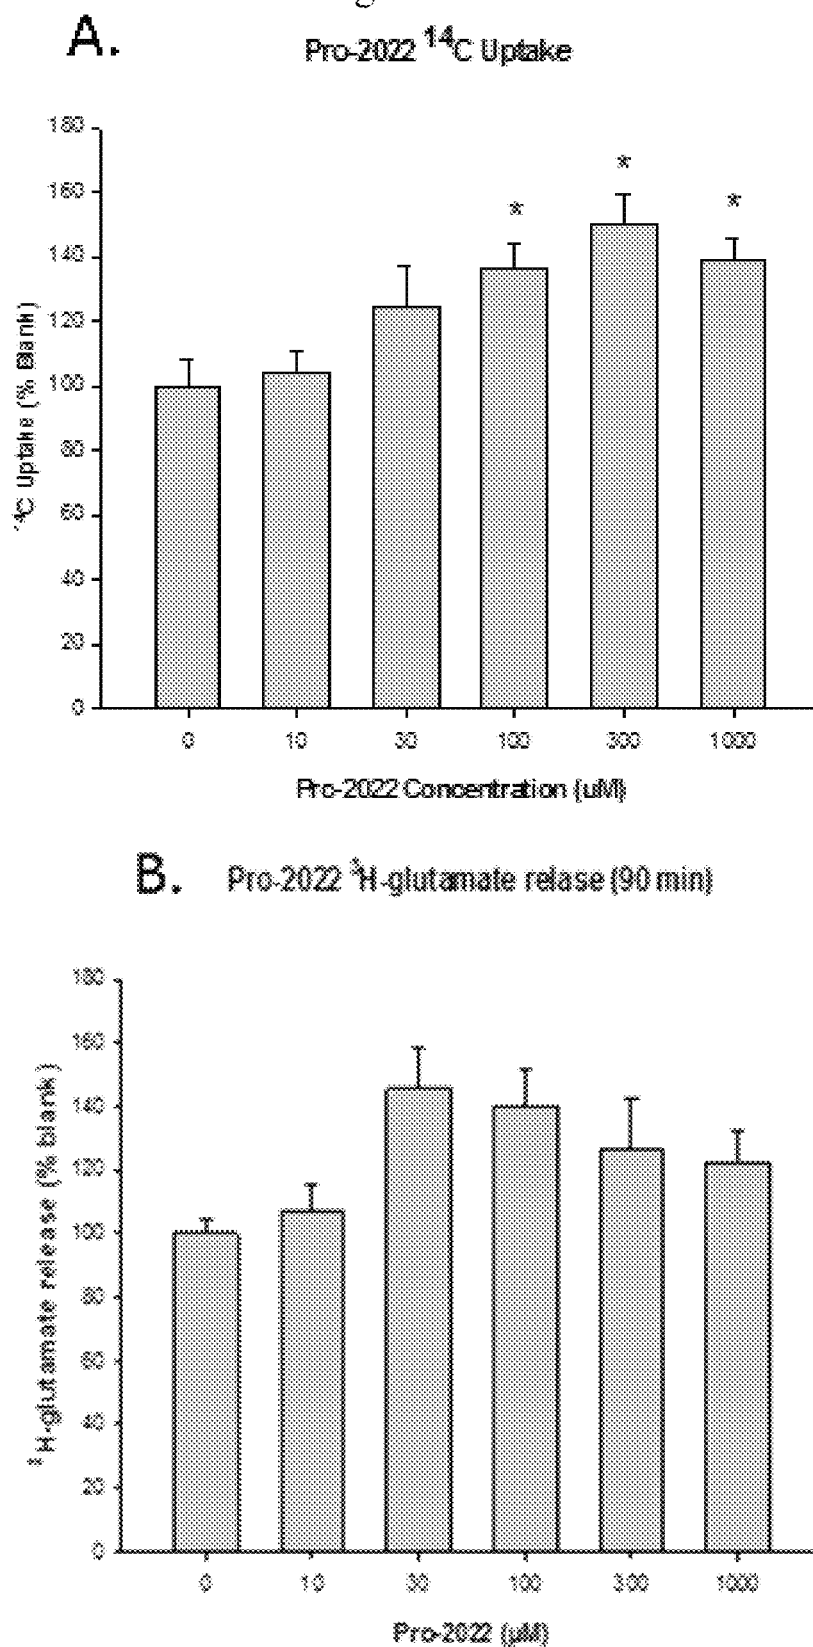 A.
Pro-2022 ¹⁴C Uptake
180
160
140
120
100
80
60
40
20
0
¹⁴C Uptake (% Blank)
*
*
*
0 10 30 100 300 1000
Pro-2022 Concentration (uM)
B.
Pro-2022 ³H-glutamate relase (90 min)
180
160
140
120
100
80
60
40
20
0
³H-glutamate release (% blank)
0 10 30 100 300 1000
Pro-2022 (µM)